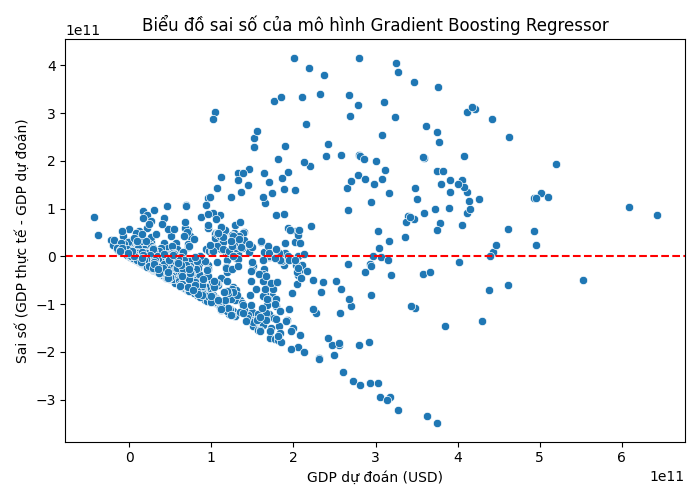 Biểu đồ sai số của mô hình Gradient Boosting Regressor
1e11
Sai số (GDP thực tế - GDP dự đoán)
4
3
2
1
0
−1
−2
−3
0 1 2 3 4 5 6
1e11
GDP dự đoán (USD)